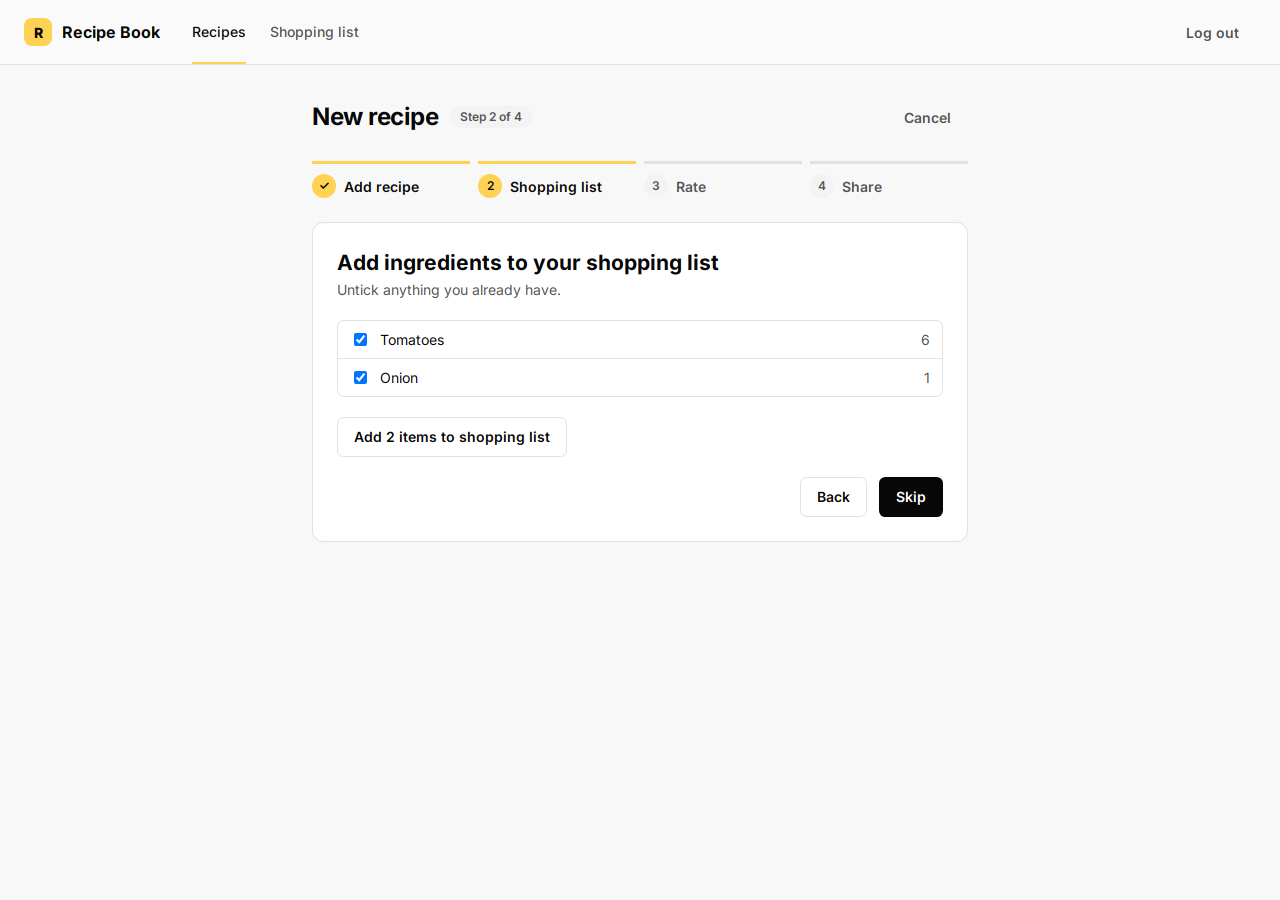 R Recipe Book Recipes Shopping list Log out
New recipe Step 2 of 4 Cancel
Add recipe 2 Shopping list 3 Rate 4 Share
Add ingredients to your shopping list
Untick anything you already have.
Tomatoes 6
Onion 1
Add 2 items to shopping list
Back Skip